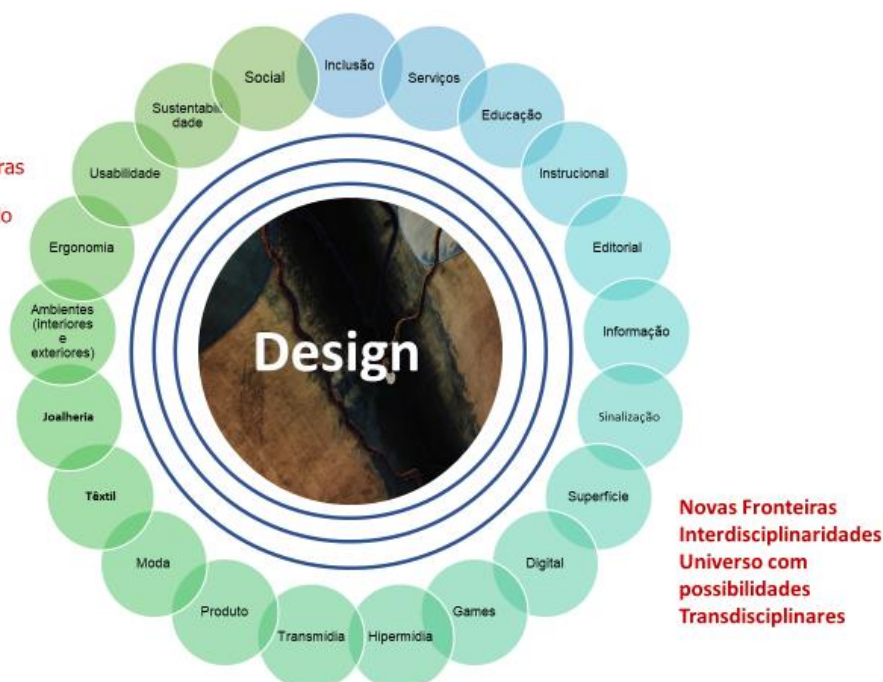 Inclusão
Serviços
Educação
Instrucional
Editorial
Informação
Sinalização
Superfície
Digital
Games
Hipermídia
Transmídia
Produto
Moda
Têxtil
Joalheria
Ambientes
(interiores
e
exteriores)
Ergonomia
Usabilidade
Sustentabili
dade
Social
Design
Novas Fronteiras
Interdisciplinaridades
Universo com
possibilidades
Transdisciplinares